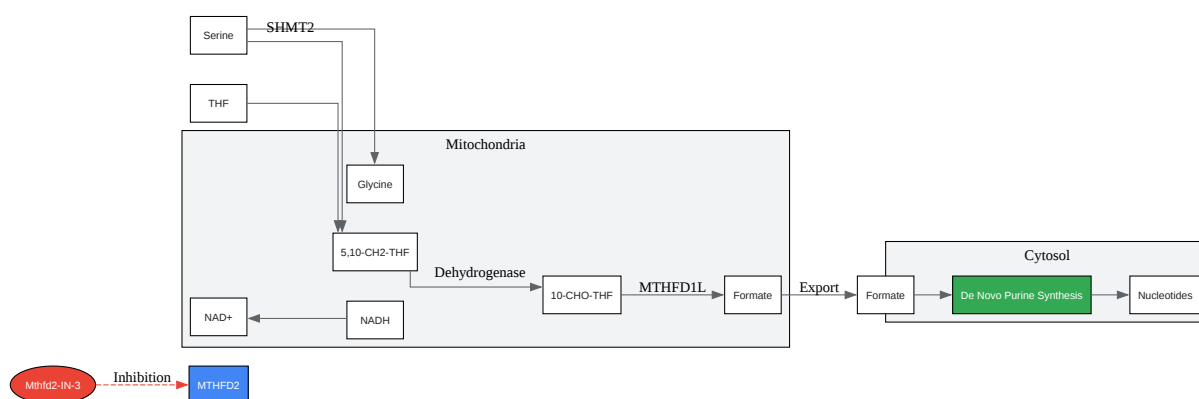 Serine
SHMT2
THF
Mitochondria
Glycine
5,10-CH2-THF
Dehydrogenase
10-CHO-THF
MTHFD1L
Formate
Export
Cytosol
Formate
De Novo Purine Synthesis
Nucleotides
NAD+
NADH
Mthfd2-IN-3
Inhibition
MTHFD2